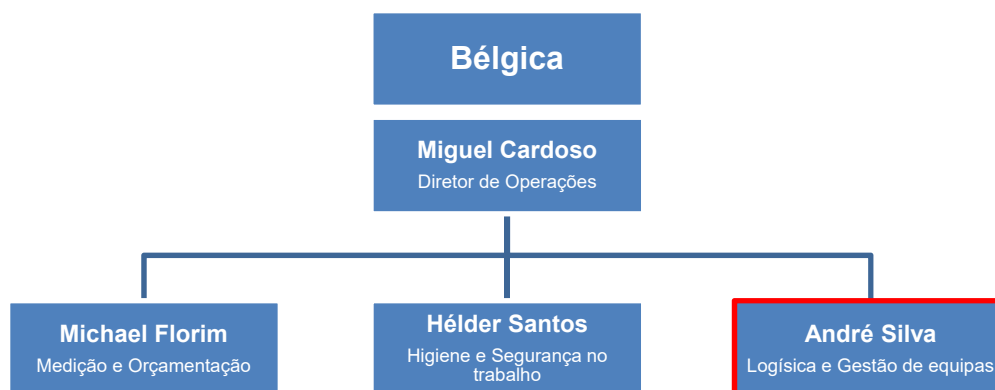 Bélgica
Miguel Cardoso
Diretor de Operações
Michael Florim
Medição e Orçamentação
Hélder Santos
Higiene e Segurança no
trabalho
André Silva
Logísica e Gestão de equipas